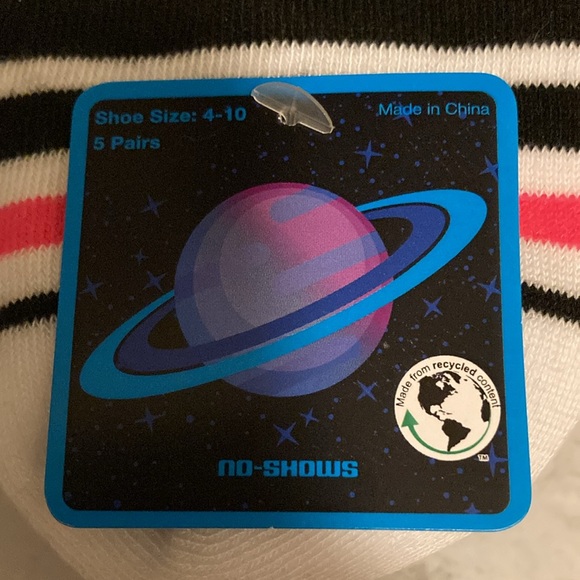 Shoe Size: 4-10
5 Pairs
Made in China
Made from recycled content
TM
NO-SHOWS